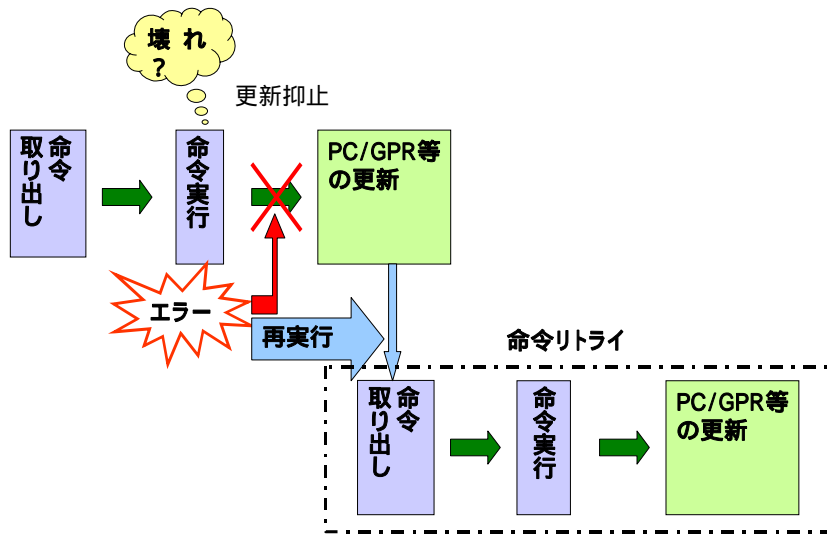 壊 れ
?
更新抑止
命令
取り出し
命令実行
PC/GPR等
の更新
エラー
再実行
命令リトライ
命令
取り出し
命令実行
PC/GPR等
の更新